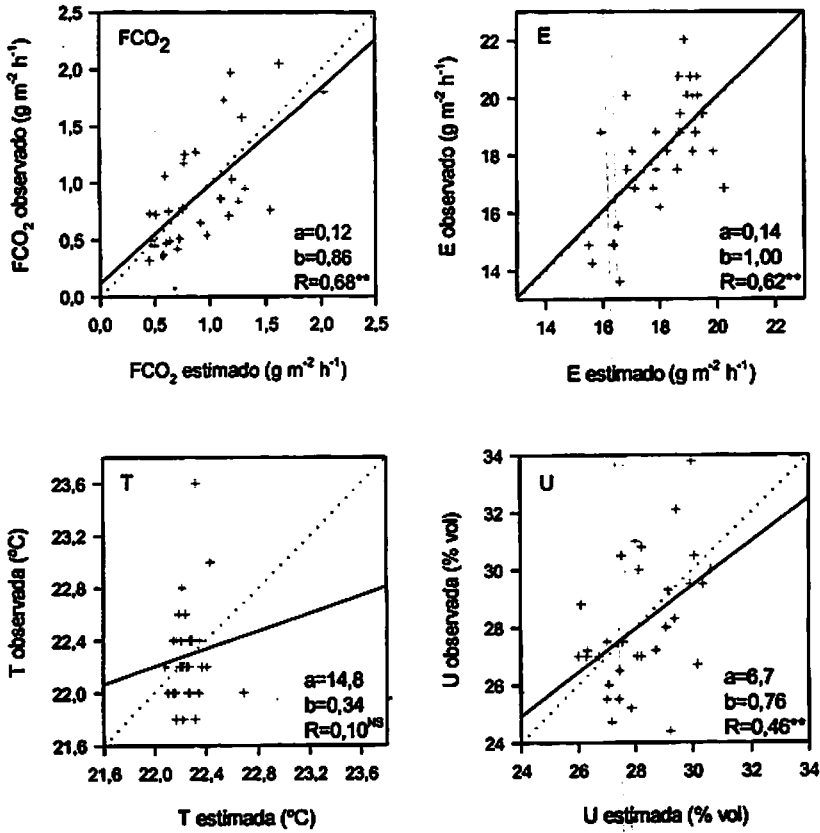 FCO2
2,5
2,0
1,5
1,0
0,5
0,0
FCO2 observado (g m-2 h-1)
a=0,12
b=0,86
R=0,68**
0,0 0,5 1,0 1,5 2,0 2,5
FCO2 estimado (g m-2 h-1)
E
22
20
18
16
14
E observado (g m-2 h-1)
a=0,14
b=1,00
R=0,62**
14 16 18 20 22
E estimado (g m-2 h-1)
T
23,6
23,2
22,8
22,4
22,0
21,6
T observada (ºC)
a=14,8
b=0,34
R=0,10NS
21,6 22,0 22,4 22,8 23,2 23,6
T estimada (ºC)
U
34
32
30
28
26
24
U observada (% vol)
a=6,7
b=0,76
R=0,46**
24 26 28 30 32 34
U estimada (% vol)